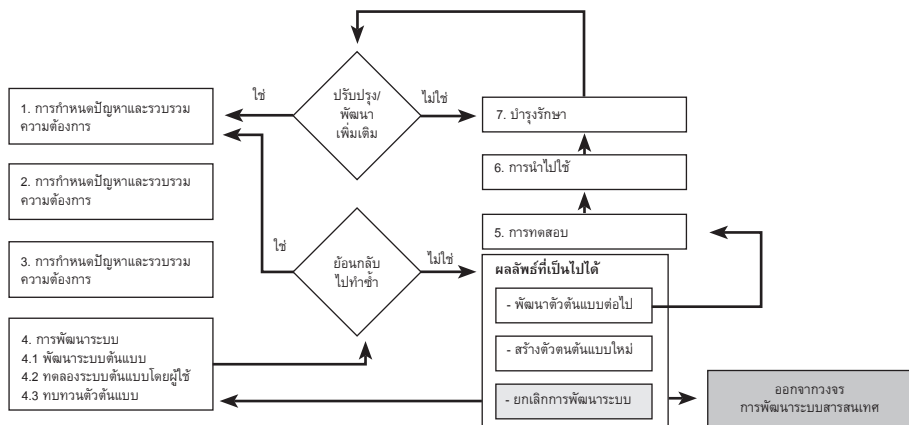 1. การกำหนดปัญหาและรวบรวม
ความต้องการ
2. การกำหนดปัญหาและรวบรวม
ความต้องการ
3. การกำหนดปัญหาและรวบรวม
ความต้องการ
4. การพัฒนาระบบ
4.1 พัฒนาระบบต้นแบบ
4.2 ทดลองระบบต้นแบบโดยผู้ใช้
4.3 ทบทวนตัวต้นแบบ
ใช่
ปรับปรุง/
พัฒนา
เพิ่มเติม
ไม่ใช่
ใช่
ย้อนกลับ
ไปทำซ้ำ
ไม่ใช่
7. บำรุงรักษา
6. การนำไปใช้
5. การทดสอบ
ผลลัพธ์ที่เป็นไปได้
- พัฒนาตัวต้นแบบต่อไป
- สร้างตัวตนต้นแบบใหม่
- ยกเลิกการพัฒนาระบบ
ออกจากวงจร
การพัฒนาระบบสารสนเทศ